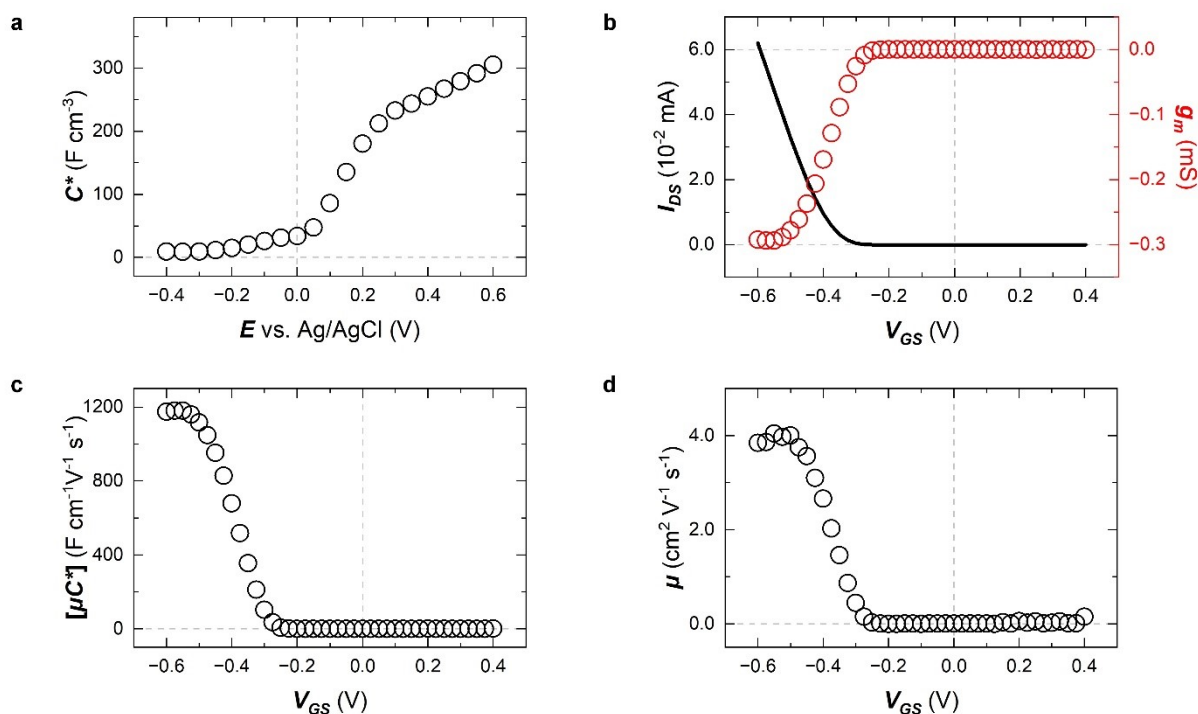 a
300
200
100
0
C* (F cm⁻³)
−0.4 −0.2 0.0 0.2 0.4 0.6
E vs. Ag/AgCl (V)
b
6.0
4.0
2.0
0.0
I_DS (10⁻² mA)
0.0
−0.1
−0.2
−0.3
g_m (mS)
−0.6 −0.4 −0.2 0.0 0.2 0.4
V_GS (V)
c
1200
800
400
0
[μC*] (F cm⁻¹V⁻¹ s⁻¹)
−0.6 −0.4 −0.2 0.0 0.2 0.4
V_GS (V)
d
4.0
2.0
0.0
μ (cm² V⁻¹ s⁻¹)
−0.6 −0.4 −0.2 0.0 0.2 0.4
V_GS (V)